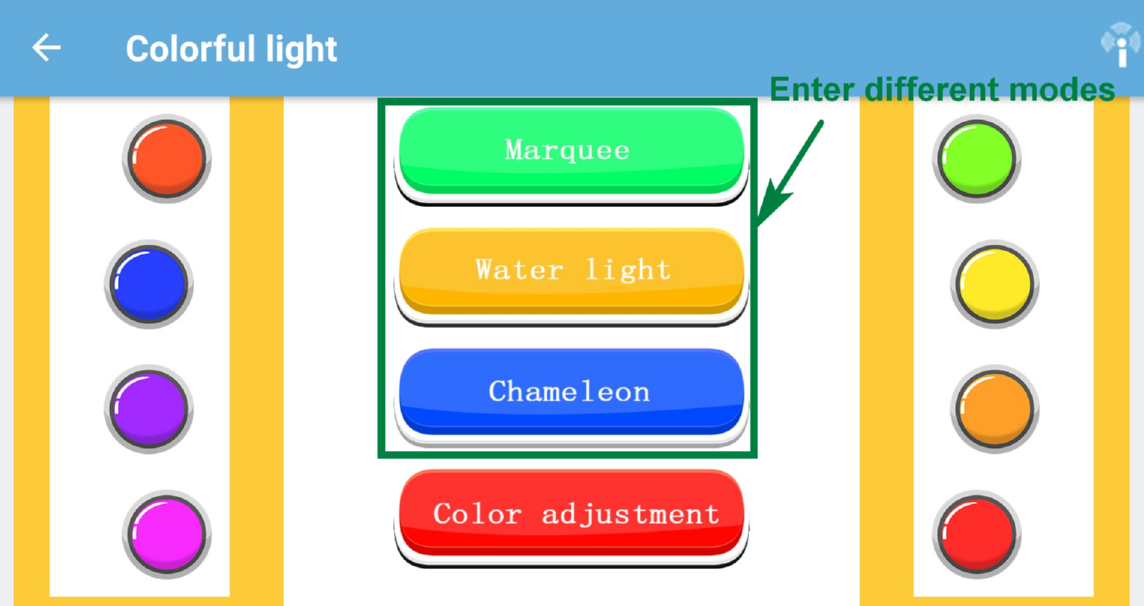 Colorful light
Enter different modes
Marquee
Water light
Chameleon
Color adjustment